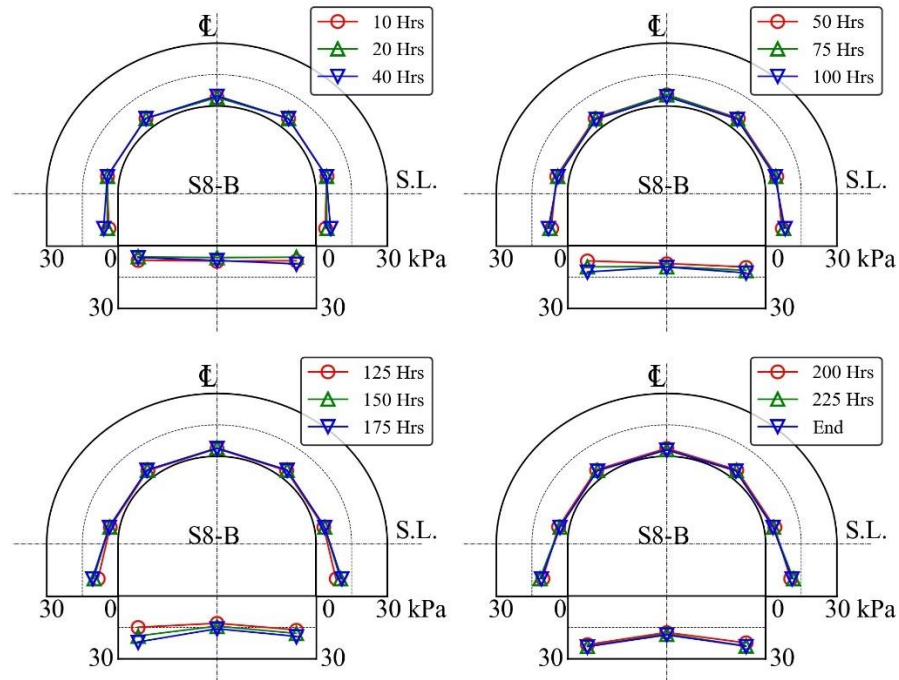 ℄
10 Hrs
20 Hrs
40 Hrs
S8-B
S.L.
30
0
0
30 kPa
30
30
℄
50 Hrs
75 Hrs
100 Hrs
S8-B
S.L.
30
0
0
30 kPa
30
30
℄
125 Hrs
150 Hrs
175 Hrs
S8-B
S.L.
30
0
0
30 kPa
30
30
℄
200 Hrs
225 Hrs
End
S8-B
S.L.
30
0
0
30 kPa
30
30